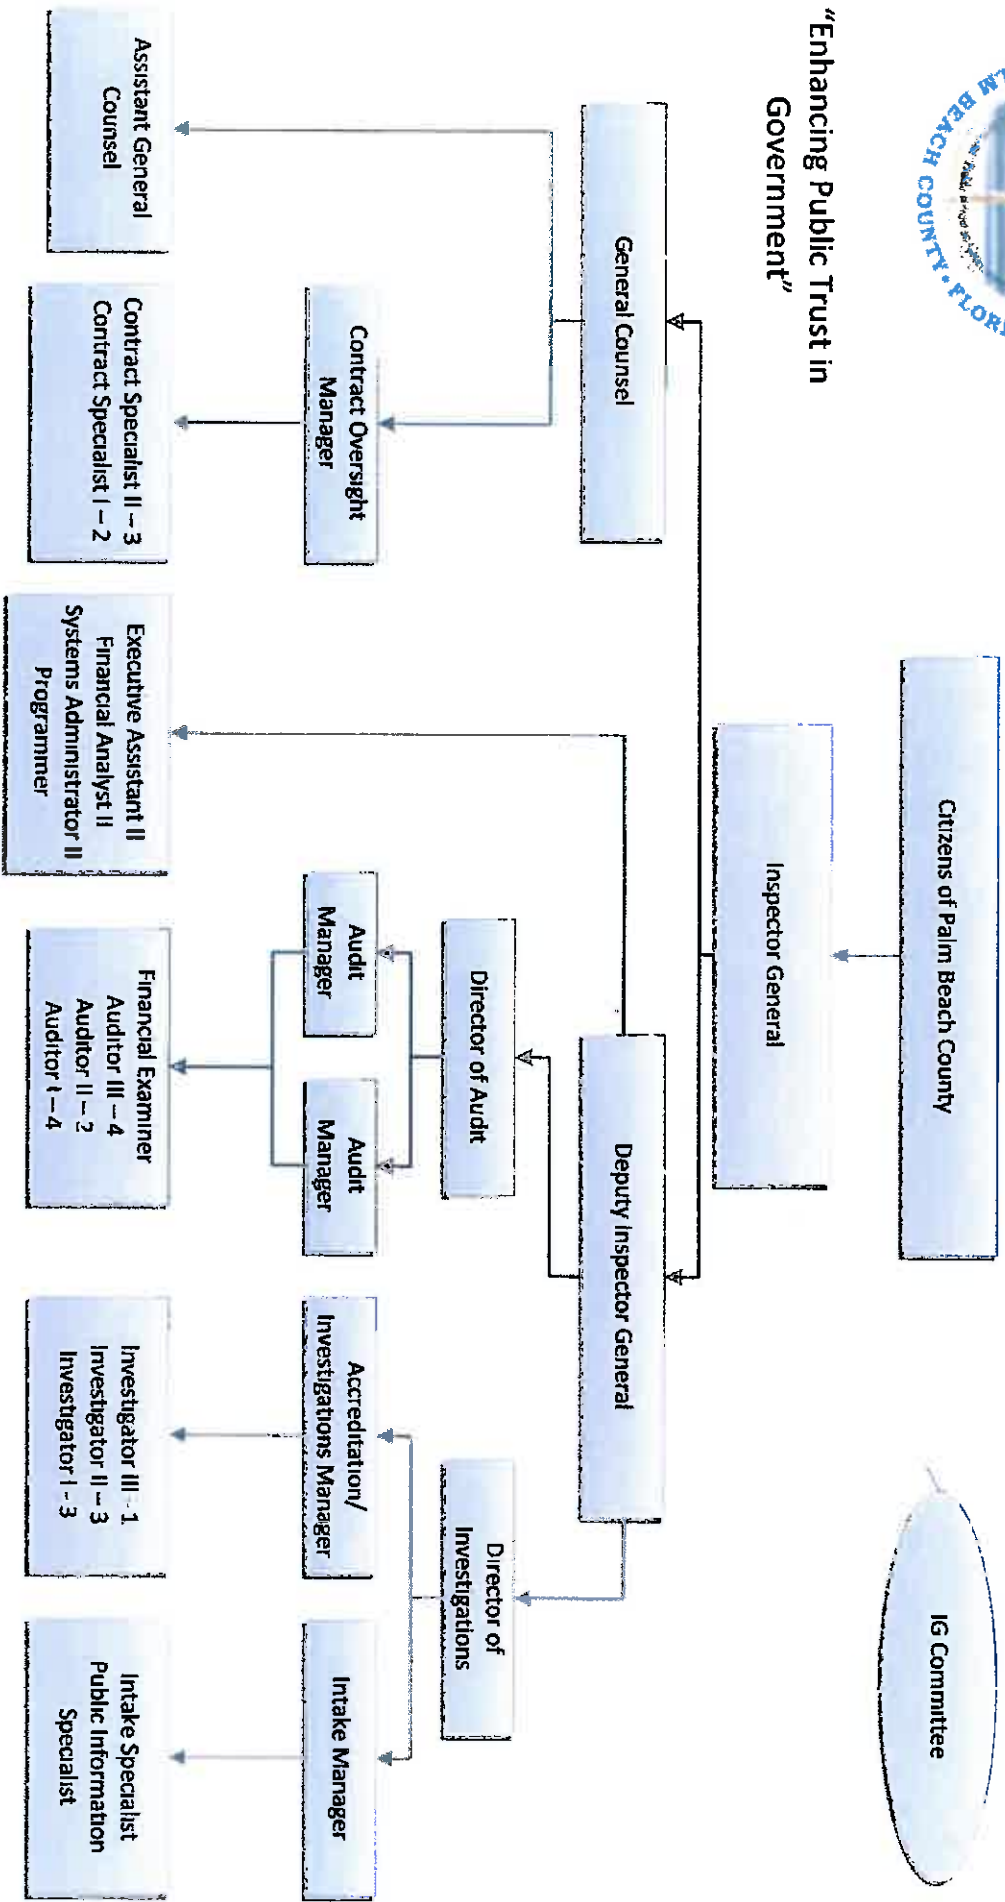 LM BEACH COUNTY • FLORI
"Enhancing Public Trust in
Government"
Citizens of Palm Beach County
IG Committee
Inspector General
General Counsel
Deputy Inspector General
Director of Audit
Director of
Investigations
Contract Oversight
Manager
Audit
Manager
Audit
Manager
Accreditation/
Investigations Manager
Intake Manager
Assistant General
Counsel
Contract Specialist II – 3
Contract Specialist I – 2
Executive Assistant II
Financial Analyst II
Systems Administrator II
Programmer
Financial Examiner
Auditor III – 4
Auditor II –
Auditor I – 4
Investigator III - 1
Investigator II – 3
Investigator I - 3
Intake Specialist
Public Information
Specialist